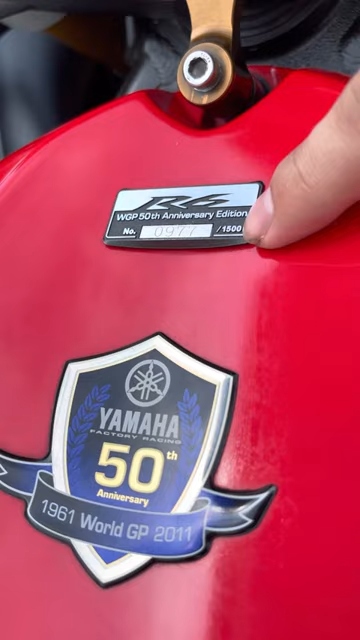 R6
WGP 50th Anniversary Edition
No. 0977 / 1500
YAMAHA
FACTORY RACING
50th
Anniversary
1961 World GP 2011